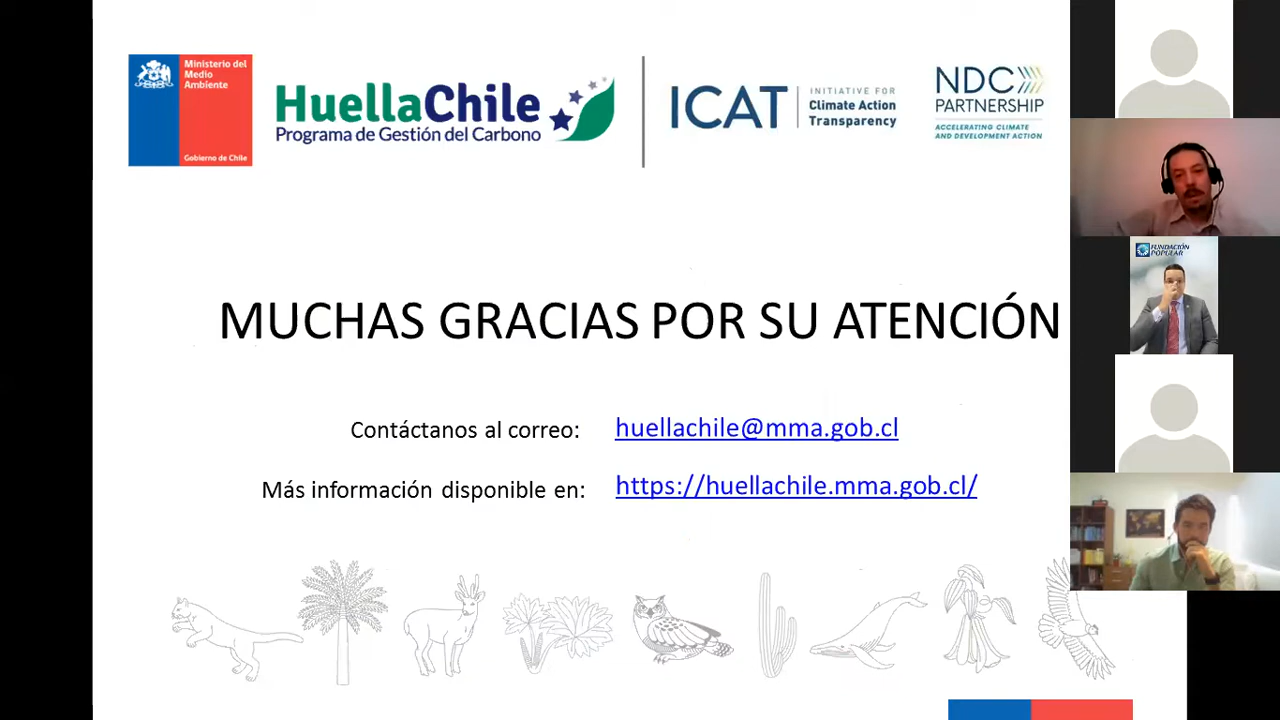 Ministerio del
Medio
Ambiente
Gobierno de Chile
HuellaChile
Programa de Gestión del Carbono
ICAT
INITIATIVE FOR
Climate Action
Transparency
NDC
PARTNERSHIP
ACCELERATING CLIMATE
AND DEVELOPMENT ACTION
FUNDACIÓN
POPULAR
MUCHAS GRACIAS POR SU ATENCIÓN
Contáctanos al correo: huellachile@mma.gob.cl
Más información disponible en: https://huellachile.mma.gob.cl/